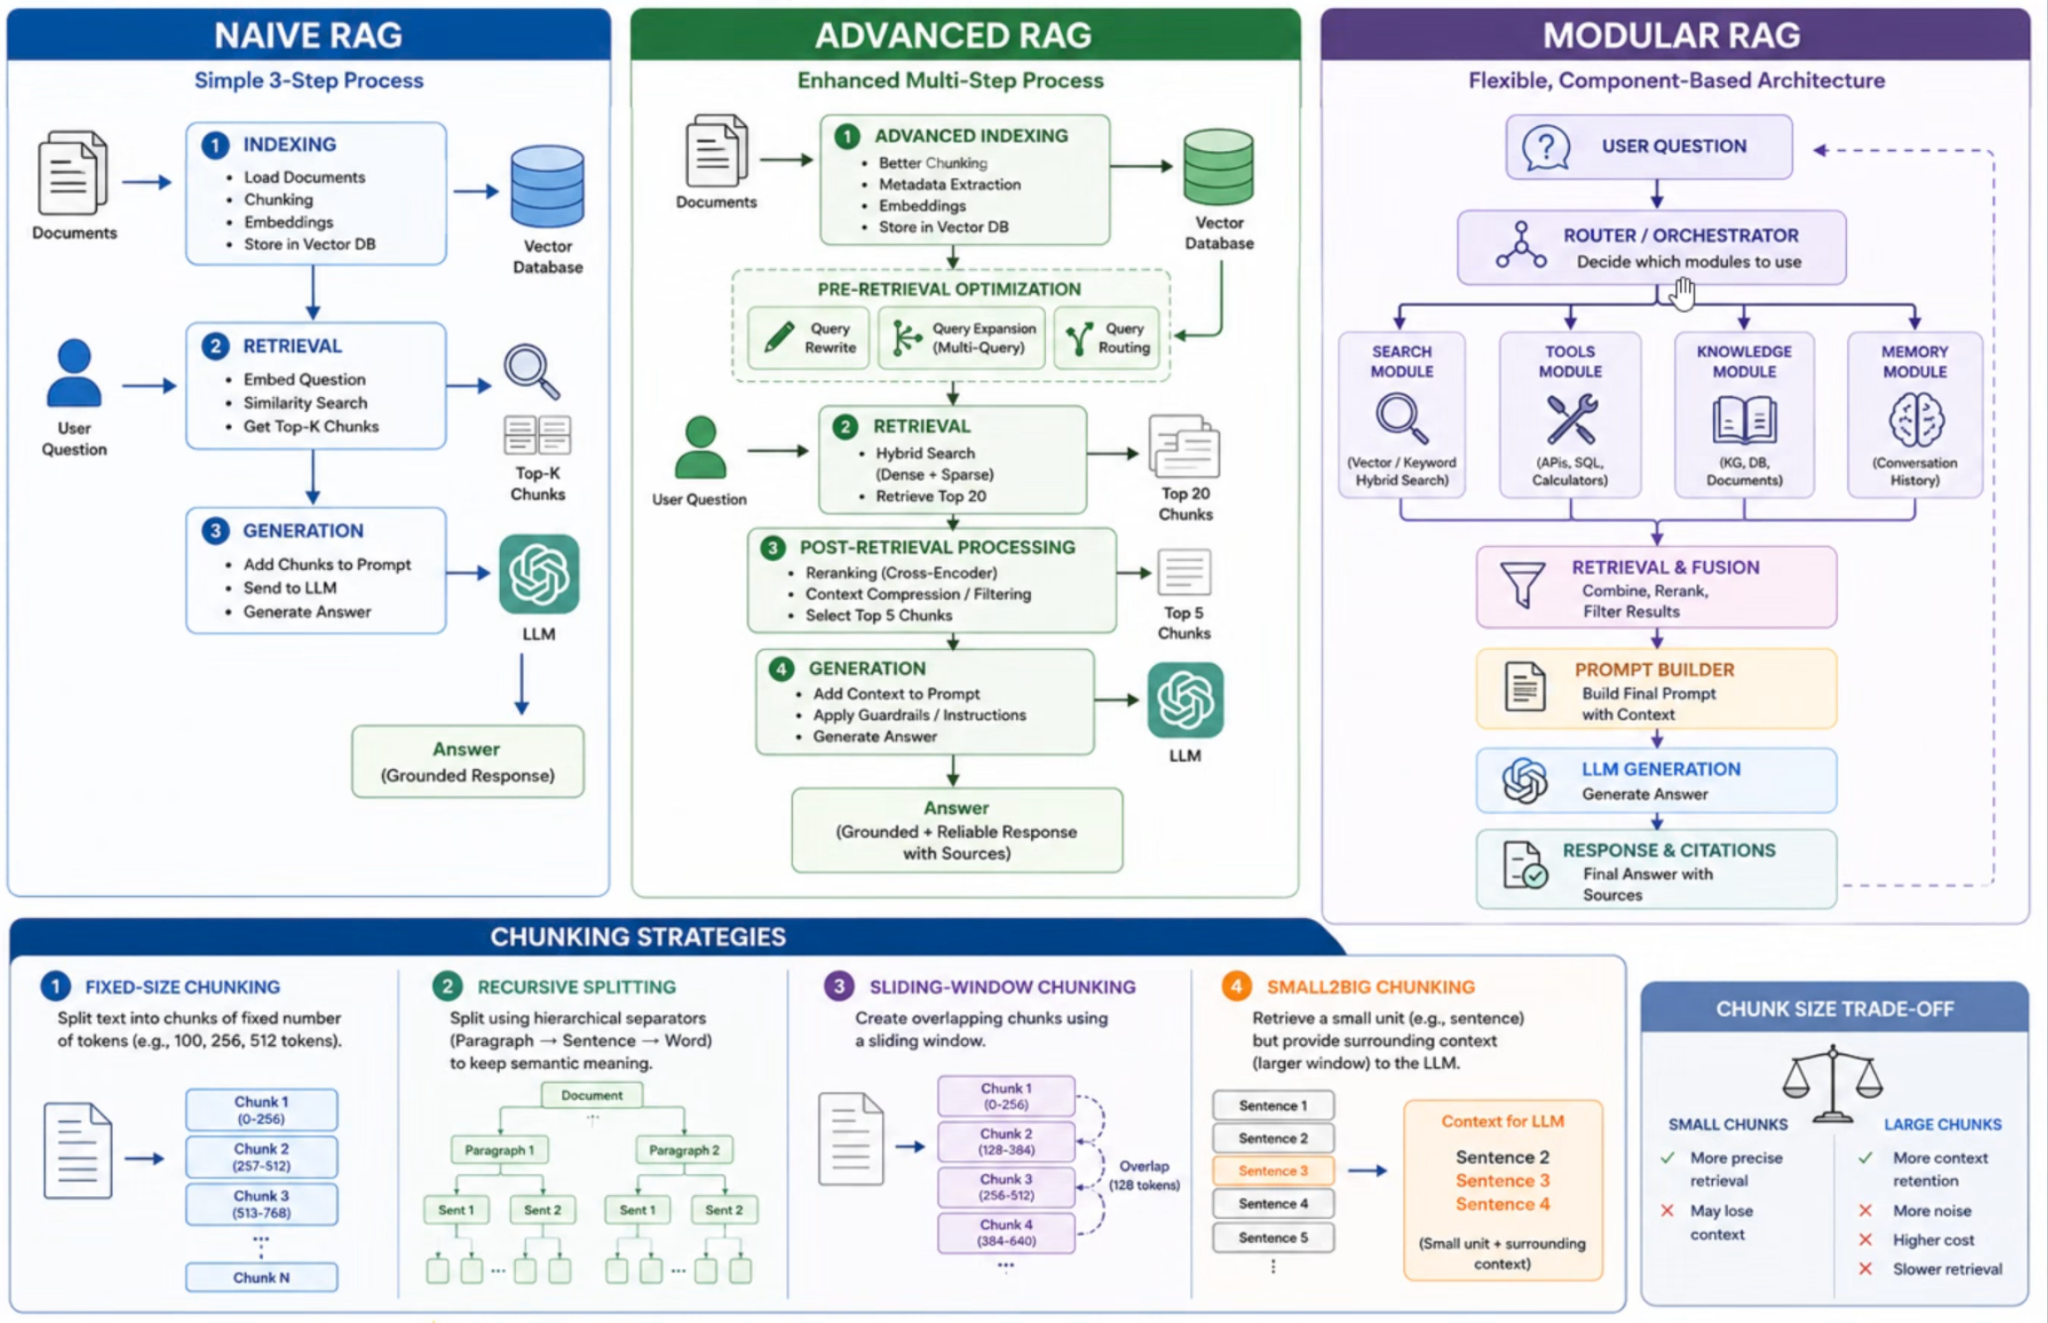 NAIVE RAG
Simple 3-Step Process
Documents
1 INDEXING
• Load Documents
• Chunking
• Embeddings
• Store in Vector DB
Vector
Database
User
Question
2 RETRIEVAL
• Embed Question
• Similarity Search
• Get Top-K Chunks
Top-K
Chunks
3 GENERATION
• Add Chunks to Prompt
• Send to LLM
• Generate Answer
LLM
Answer
(Grounded Response)
ADVANCED RAG
Enhanced Multi-Step Process
Documents
1 ADVANCED INDEXING
• Better Chunking
• Metadata Extraction
• Embeddings
• Store in Vector DB
Vector
Database
PRE-RETRIEVAL OPTIMIZATION
Query
Rewrite
Query Expansion
(Multi-Query)
Query
Routing
User Question
2 RETRIEVAL
• Hybrid Search
(Dense + Sparse)
• Retrieve Top 20
Top 20
Chunks
3 POST-RETRIEVAL PROCESSING
• Reranking (Cross-Encoder)
• Context Compression / Filtering
• Select Top 5 Chunks
Top 5
Chunks
4 GENERATION
• Add Context to Prompt
• Apply Guardrails / Instructions
• Generate Answer
LLM
Answer
(Grounded + Reliable Response
with Sources)
MODULAR RAG
Flexible, Component-Based Architecture
? USER QUESTION
ROUTER / ORCHESTRATOR
Decide which modules to use
SEARCH
MODULE
(Vector / Keyword
Hybrid Search)
TOOLS
MODULE
(APIs, SQL,
Calculators)
KNOWLEDGE
MODULE
(KG, DB,
Documents)
MEMORY
MODULE
(Conversation
History)
RETRIEVAL & FUSION
Combine, Rerank,
Filter Results
PROMPT BUILDER
Build Final Prompt
with Context
LLM GENERATION
Generate Answer
RESPONSE & CITATIONS
Final Answer with
Sources
CHUNKING STRATEGIES
1 FIXED-SIZE CHUNKING
Split text into chunks of fixed number
of tokens (e.g., 100, 256, 512 tokens).
Chunk 1
(0-256)
Chunk 2
(257-512)
Chunk 3
(513-768)
Chunk N
2 RECURSIVE SPLITTING
Split using hierarchical separators
(Paragraph → Sentence → Word)
to keep semantic meaning.
Document
Paragraph 1
Paragraph 2
Sent 1
Sent 2
Sent 1
Sent 2
...
...
3 SLIDING-WINDOW CHUNKING
Create overlapping chunks using
a sliding window.
Chunk 1
(0-256)
Chunk 2
(128-384)
Chunk 3
(256-512)
Chunk 4
(384-640)
...
Overlap
(128 tokens)
4 SMALL2BIG CHUNKING
Retrieve a small unit (e.g., sentence)
but provide surrounding context
(larger window) to the LLM.
Sentence 1
Sentence 2
Sentence 3
Sentence 4
Sentence 5
Context for LLM
Sentence 2
Sentence 3
Sentence 4
(Small unit + surrounding
context)
CHUNK SIZE TRADE-OFF
SMALL CHUNKS
✓ More precise
retrieval
✗ May lose
context
LARGE CHUNKS
✓ More context
retention
✗ More noise
✗ Higher cost
✗ Slower retrieval